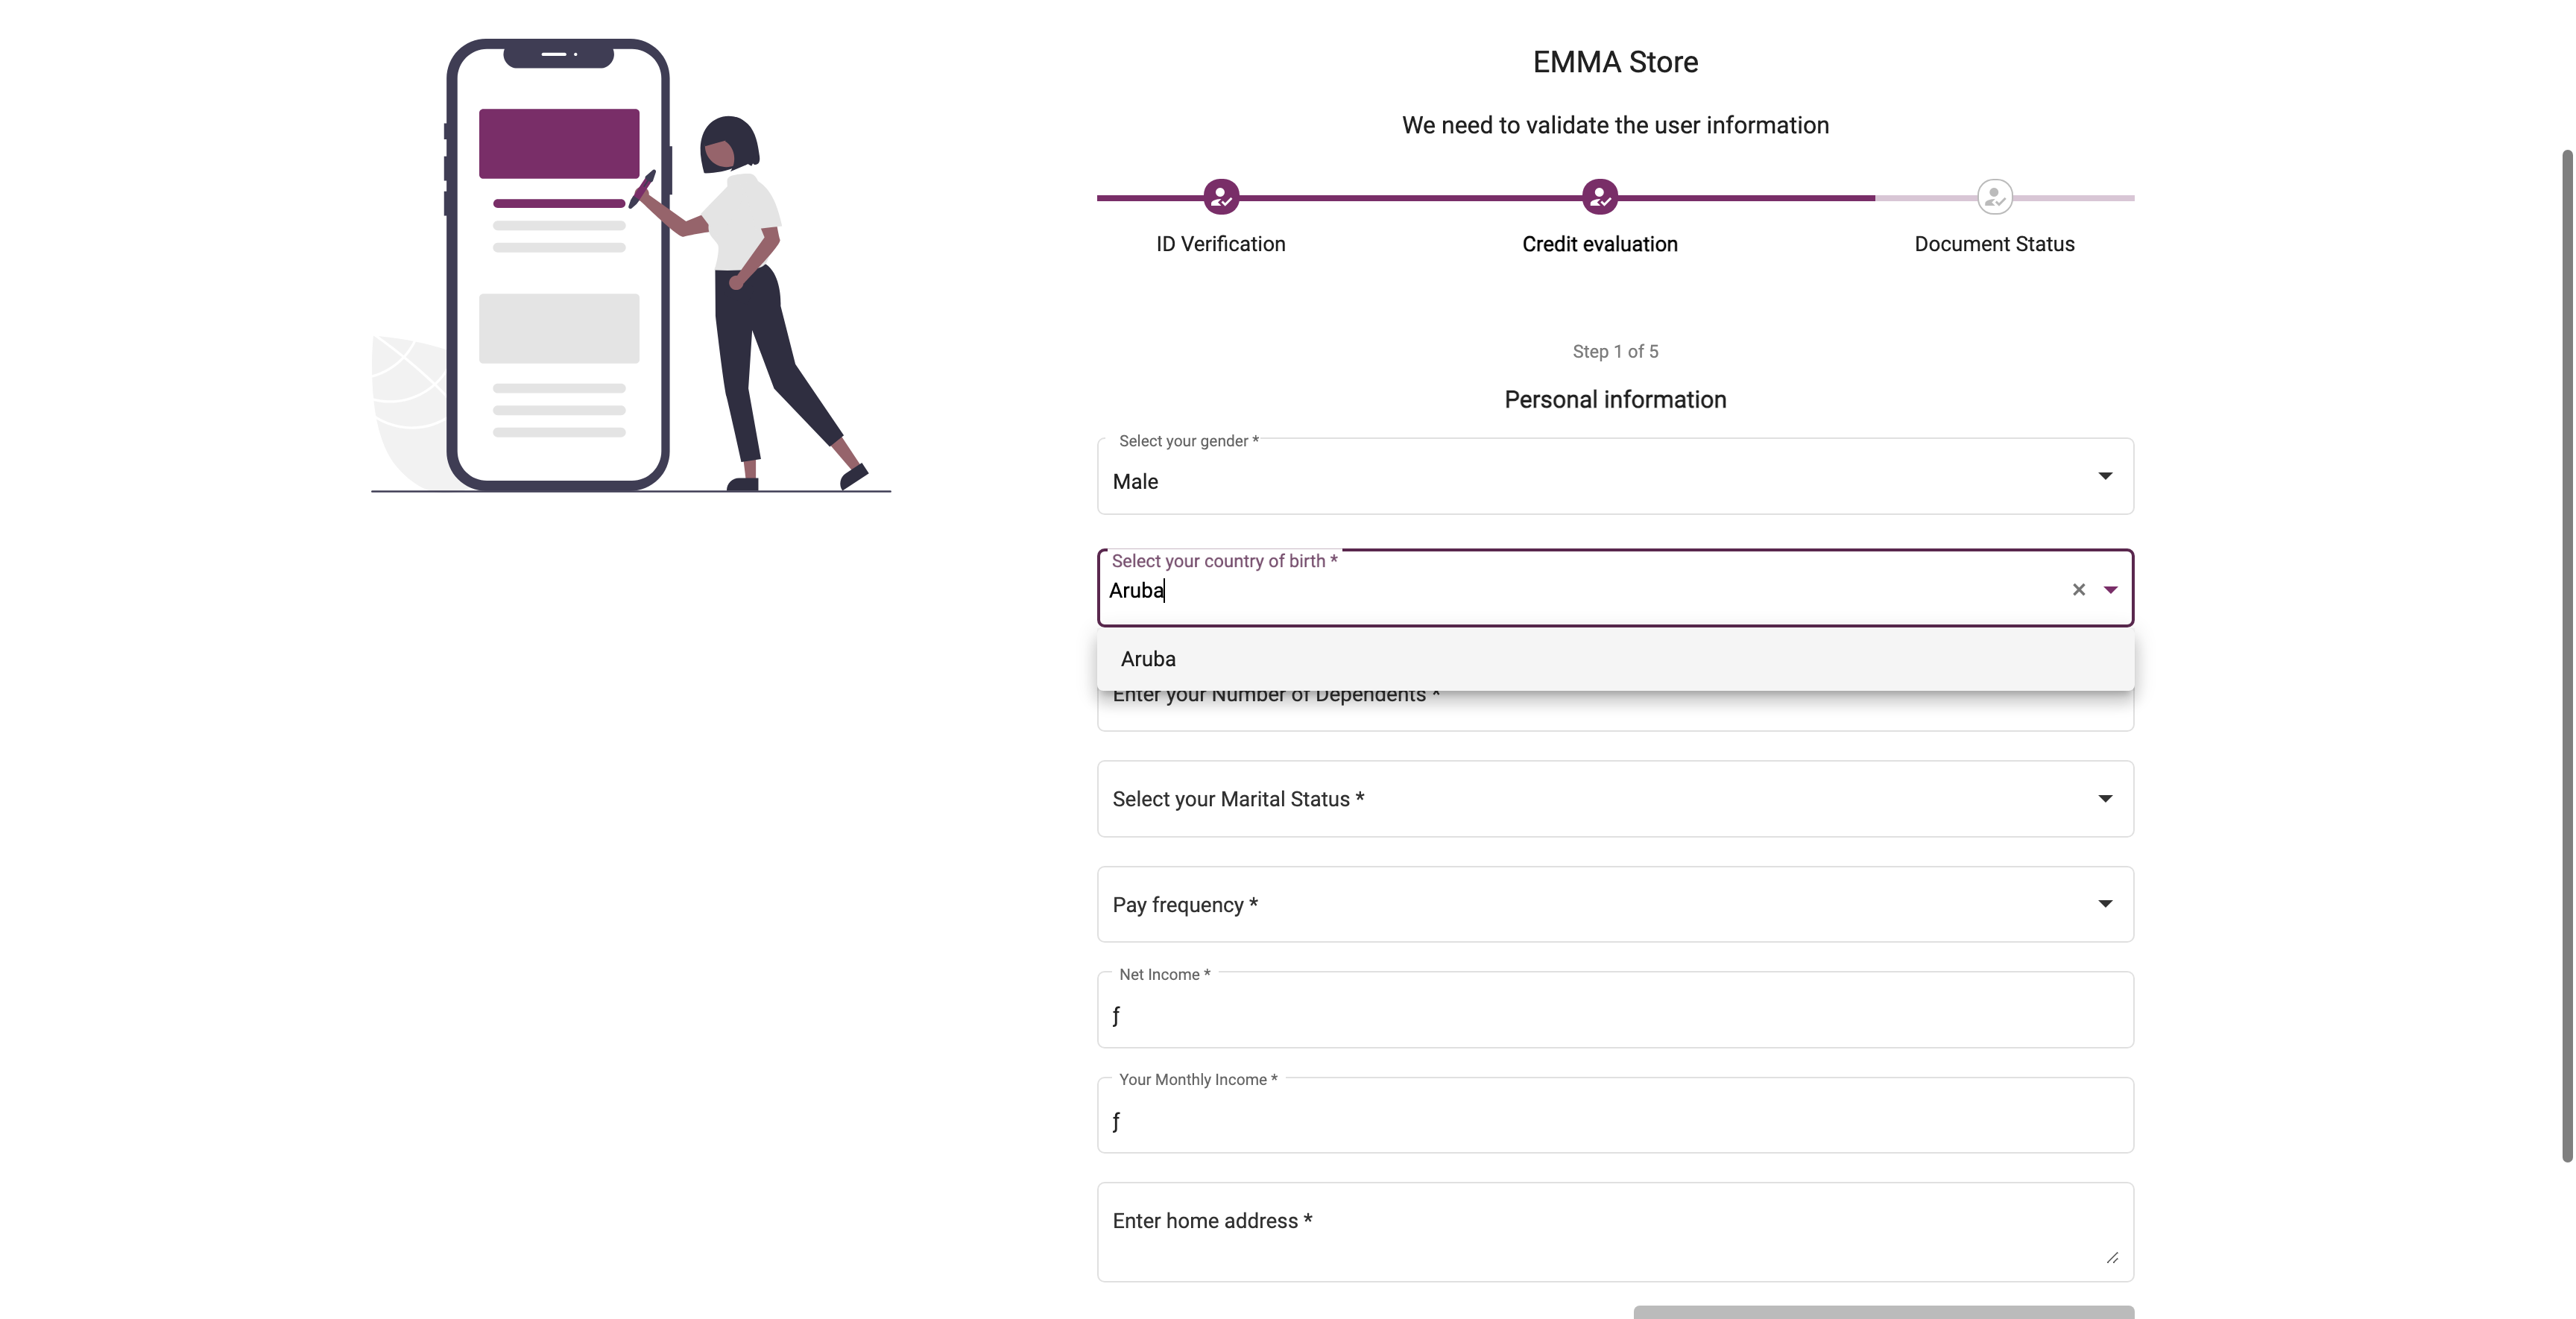 EMMA Store
We need to validate the user information
ID Verification
Credit evaluation
Document Status
Step 1 of 5
Personal information
Select your gender *
Male
Select your country of birth *
Aruba
Aruba
Enter your Number of Dependents *
Select your Marital Status *
Pay frequency *
Net Income *
ƒ
Your Monthly Income *
ƒ
Enter home address *